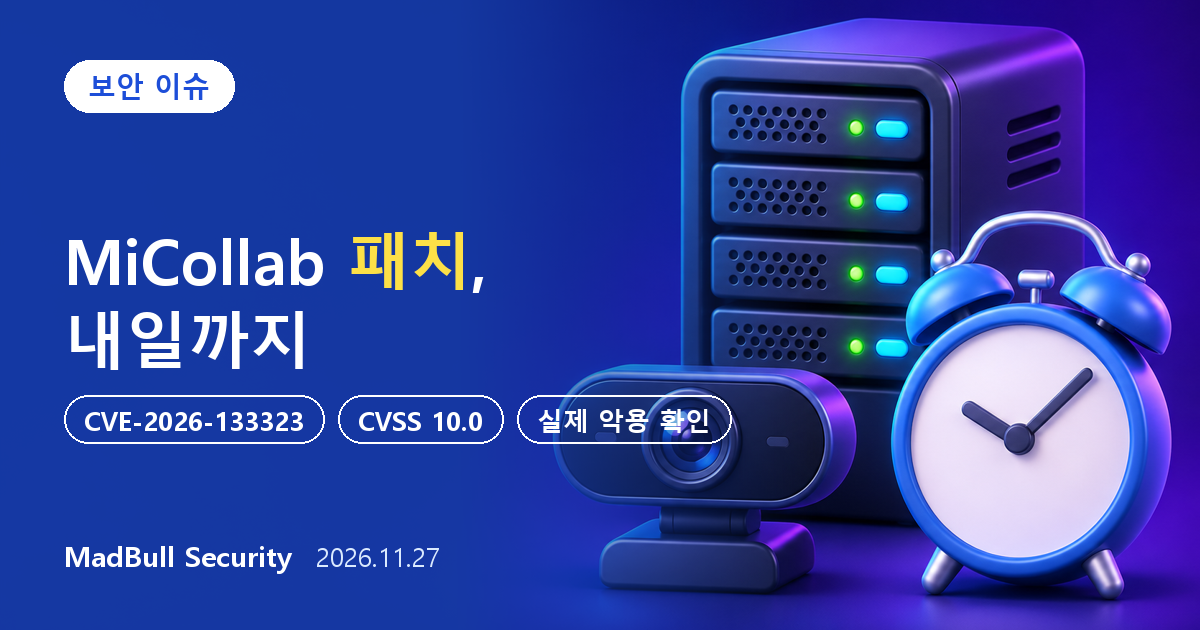 보안 이슈
MiCollab 패치,
내일까지
CVE-2026-133323
CVSS 10.0
실제 악용 확인
MadBull Security 2026.11.27